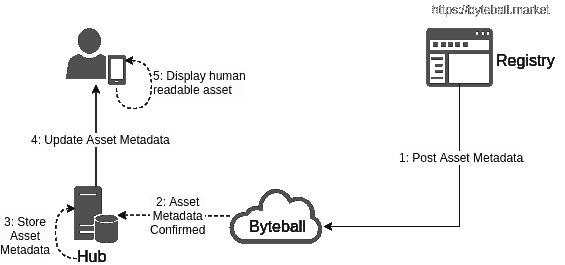 https://byteball.market
Registry
5: Display human
readable asset
4: Update Asset Metadata
1: Post Asset Metadata
2: Asset
Metadata
Confirmed
Byteball
3: Store
Asset
Metadata
Hub